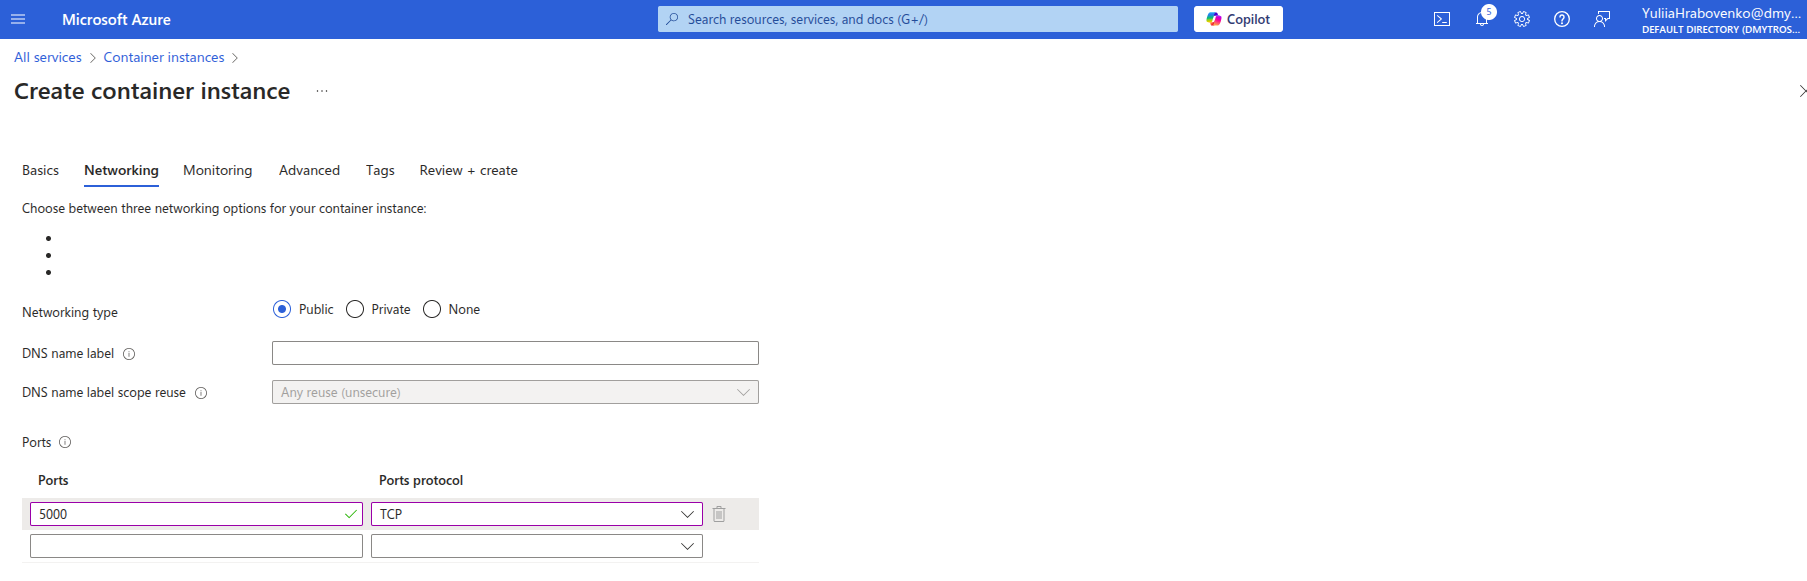 Microsoft Azure
Search resources, services, and docs (G+/)
Copilot
5
YuliiaHrabovenko@dmy...
DEFAULT DIRECTORY (DMYTROS...
All services > Container instances >
Create container instance ...
Basics Networking Monitoring Advanced Tags Review + create
Choose between three networking options for your container instance:
Networking type Public Private None
DNS name label
DNS name label scope reuse Any reuse (unsecure)
Ports
Ports Ports protocol
5000 TCP